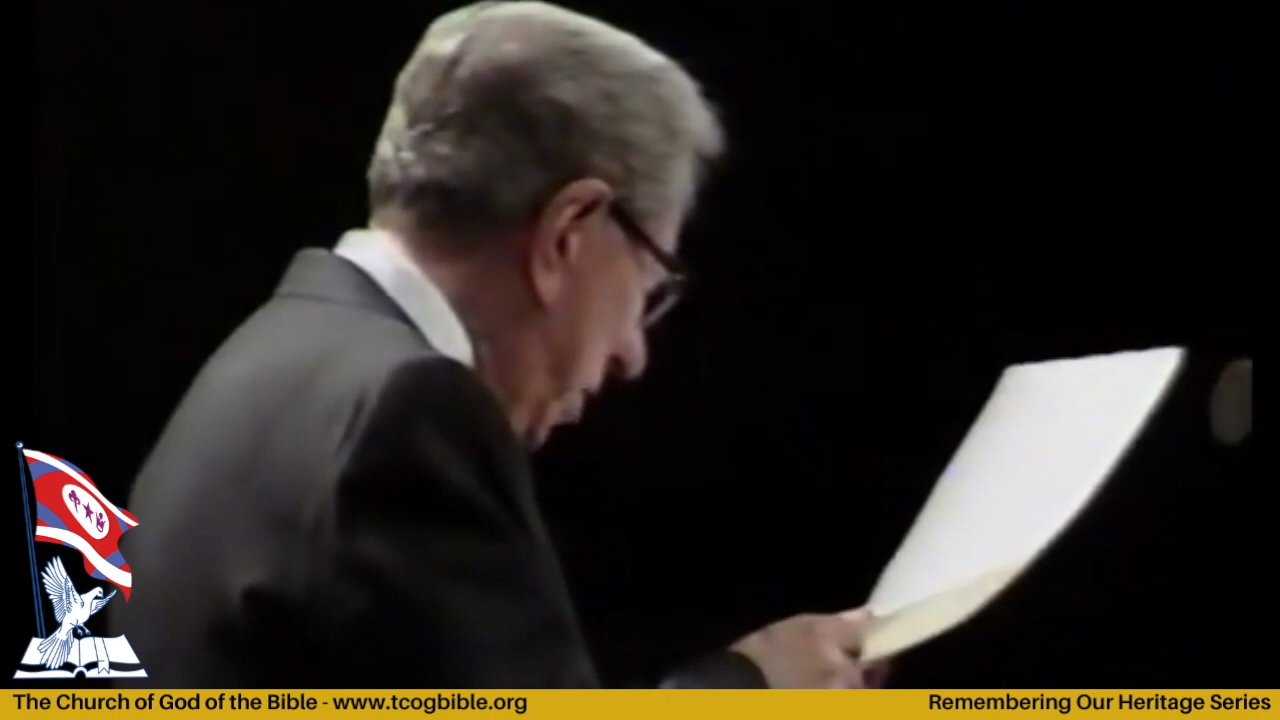 The Church of God of the Bible - www.tcogbible.org
Remembering Our Heritage Series